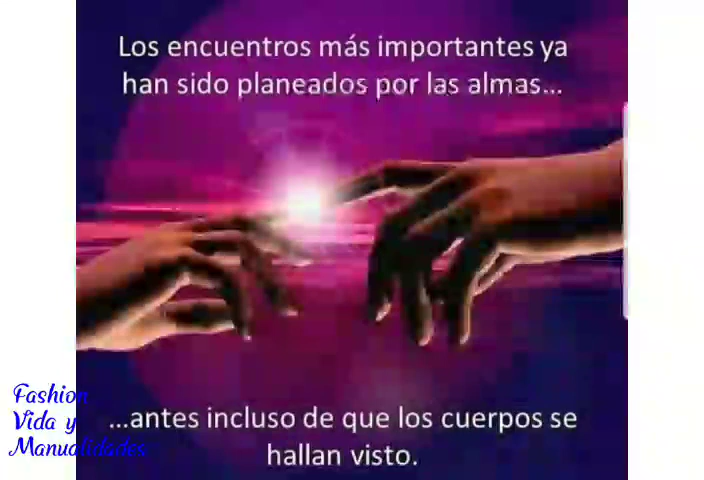 Los encuentros más importantes ya
han sido planeados por las almas...
Fashion
Vida y
Manualidades
...antes incluso de que los cuerpos se
hallan visto.